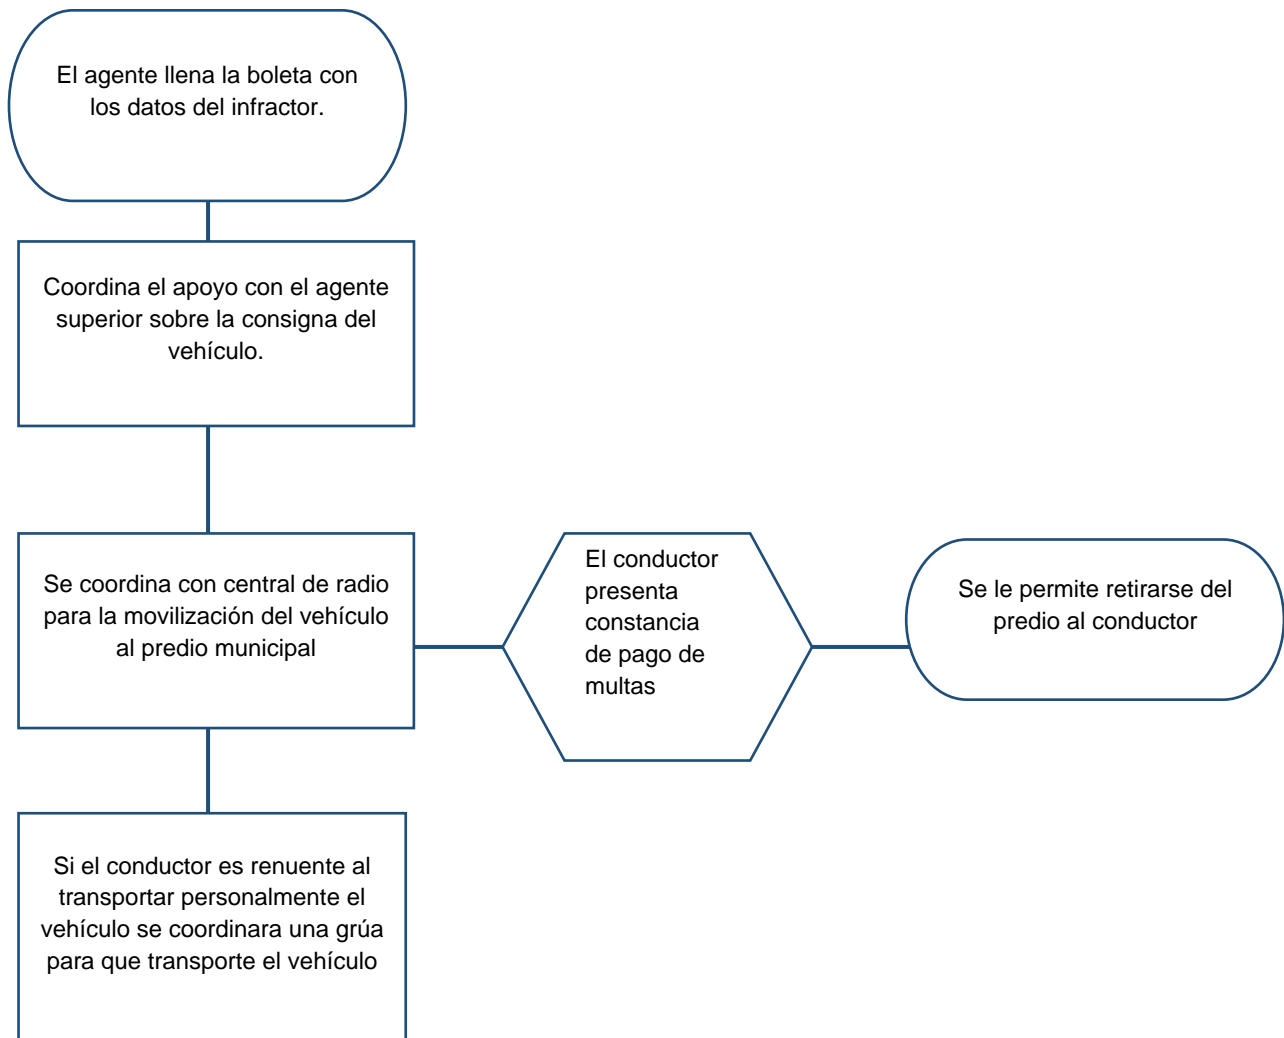 El agente llena la boleta con
los datos del infractor.
Coordina el apoyo con el agente
superior sobre la consigna del
vehículo.
Se coordina con central de radio
para la movilización del vehículo
al predio municipal
El conductor
presenta
constancia
de pago de
multas
Se le permite retirarse del
predio al conductor
Si el conductor es renuente al
transportar personalmente el
vehículo se coordinara una grúa
para que transporte el vehículo